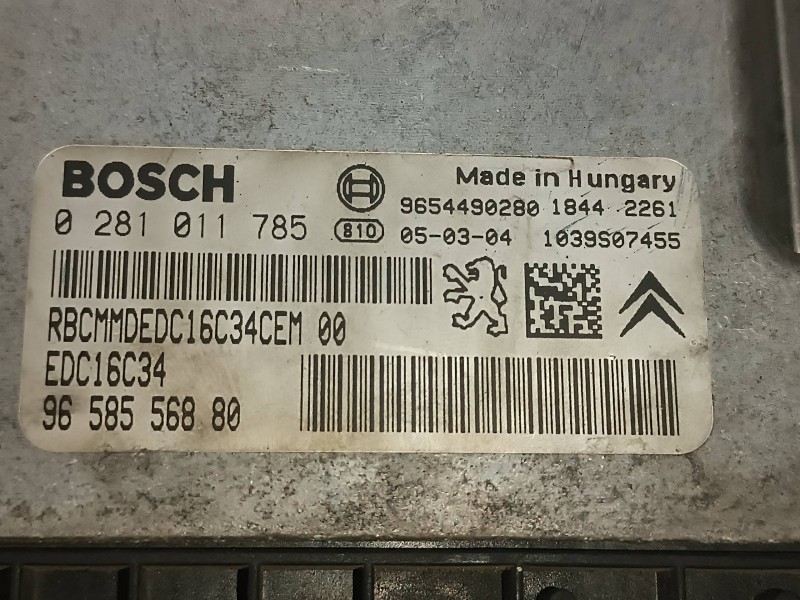 BOSCH
Made in Hungary
9654490280 1844 2261
0 281 011 785
810
05-03-04 1039S07455
RBCMMDEDC16C34CEM 00
EDC16C34
96 585 568 80